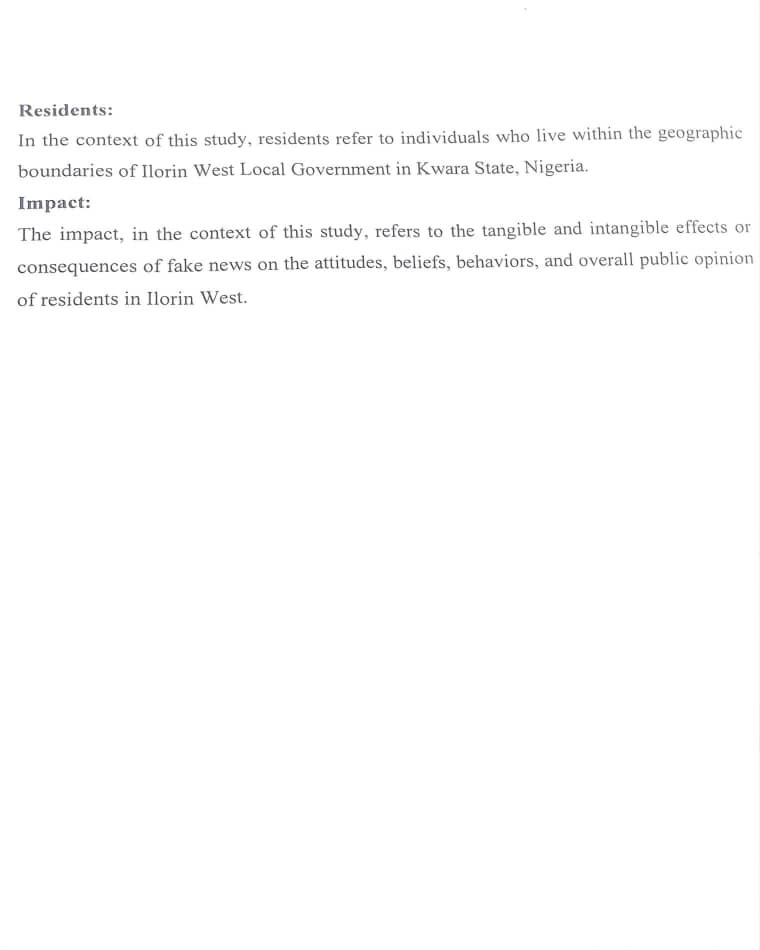 Residents:
In the context of this study, residents refer to individuals who live within the geographic
boundaries of Ilorin West Local Government in Kwara State, Nigeria.
Impact:
The impact, in the context of this study, refers to the tangible and intangible effects or
consequences of fake news on the attitudes, beliefs, behaviors, and overall public opinion
of residents in Ilorin West.